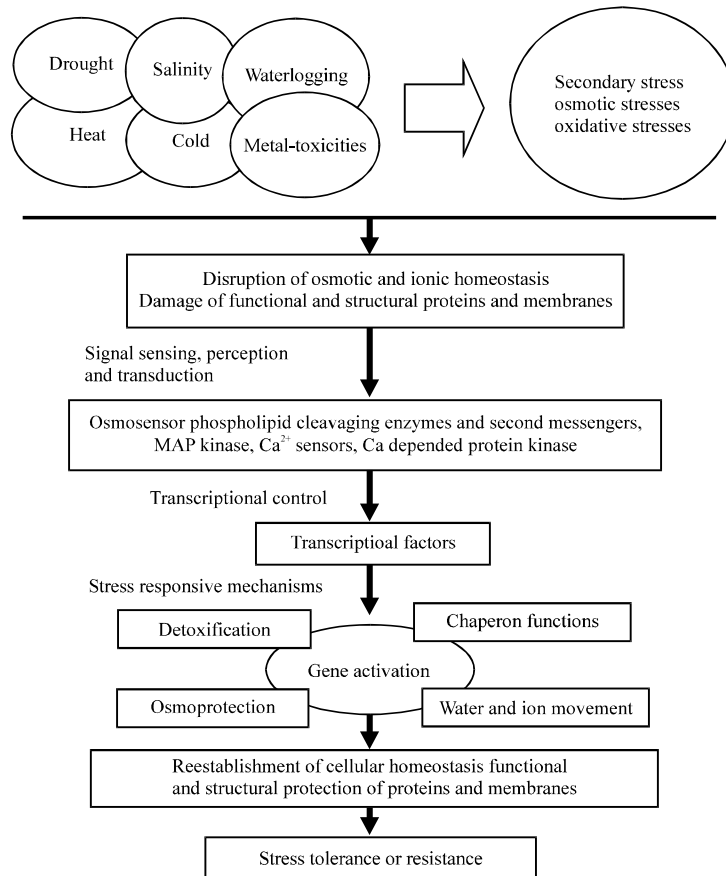 Drought
Salinity
Waterlogging
Heat
Cold
Metal-toxicities
Secondary stress
osmotic stresses
oxidative stresses
Disruption of osmotic and ionic homeostasis
Damage of functional and structural proteins and membranes
Signal sensing, perception
and transduction
Osmosensor phospholipid cleavaging enzymes and second messengers,
MAP kinase, Ca²⁺ sensors, Ca depended protein kinase
Transcriptional control
Transcriptioal factors
Stress responsive mechanisms
Detoxification
Chaperon functions
Gene activation
Osmoprotection
Water and ion movement
Reestablishment of cellular homestasis functional
and structural protection of proteins and membranes
Stress tolerance or resistance